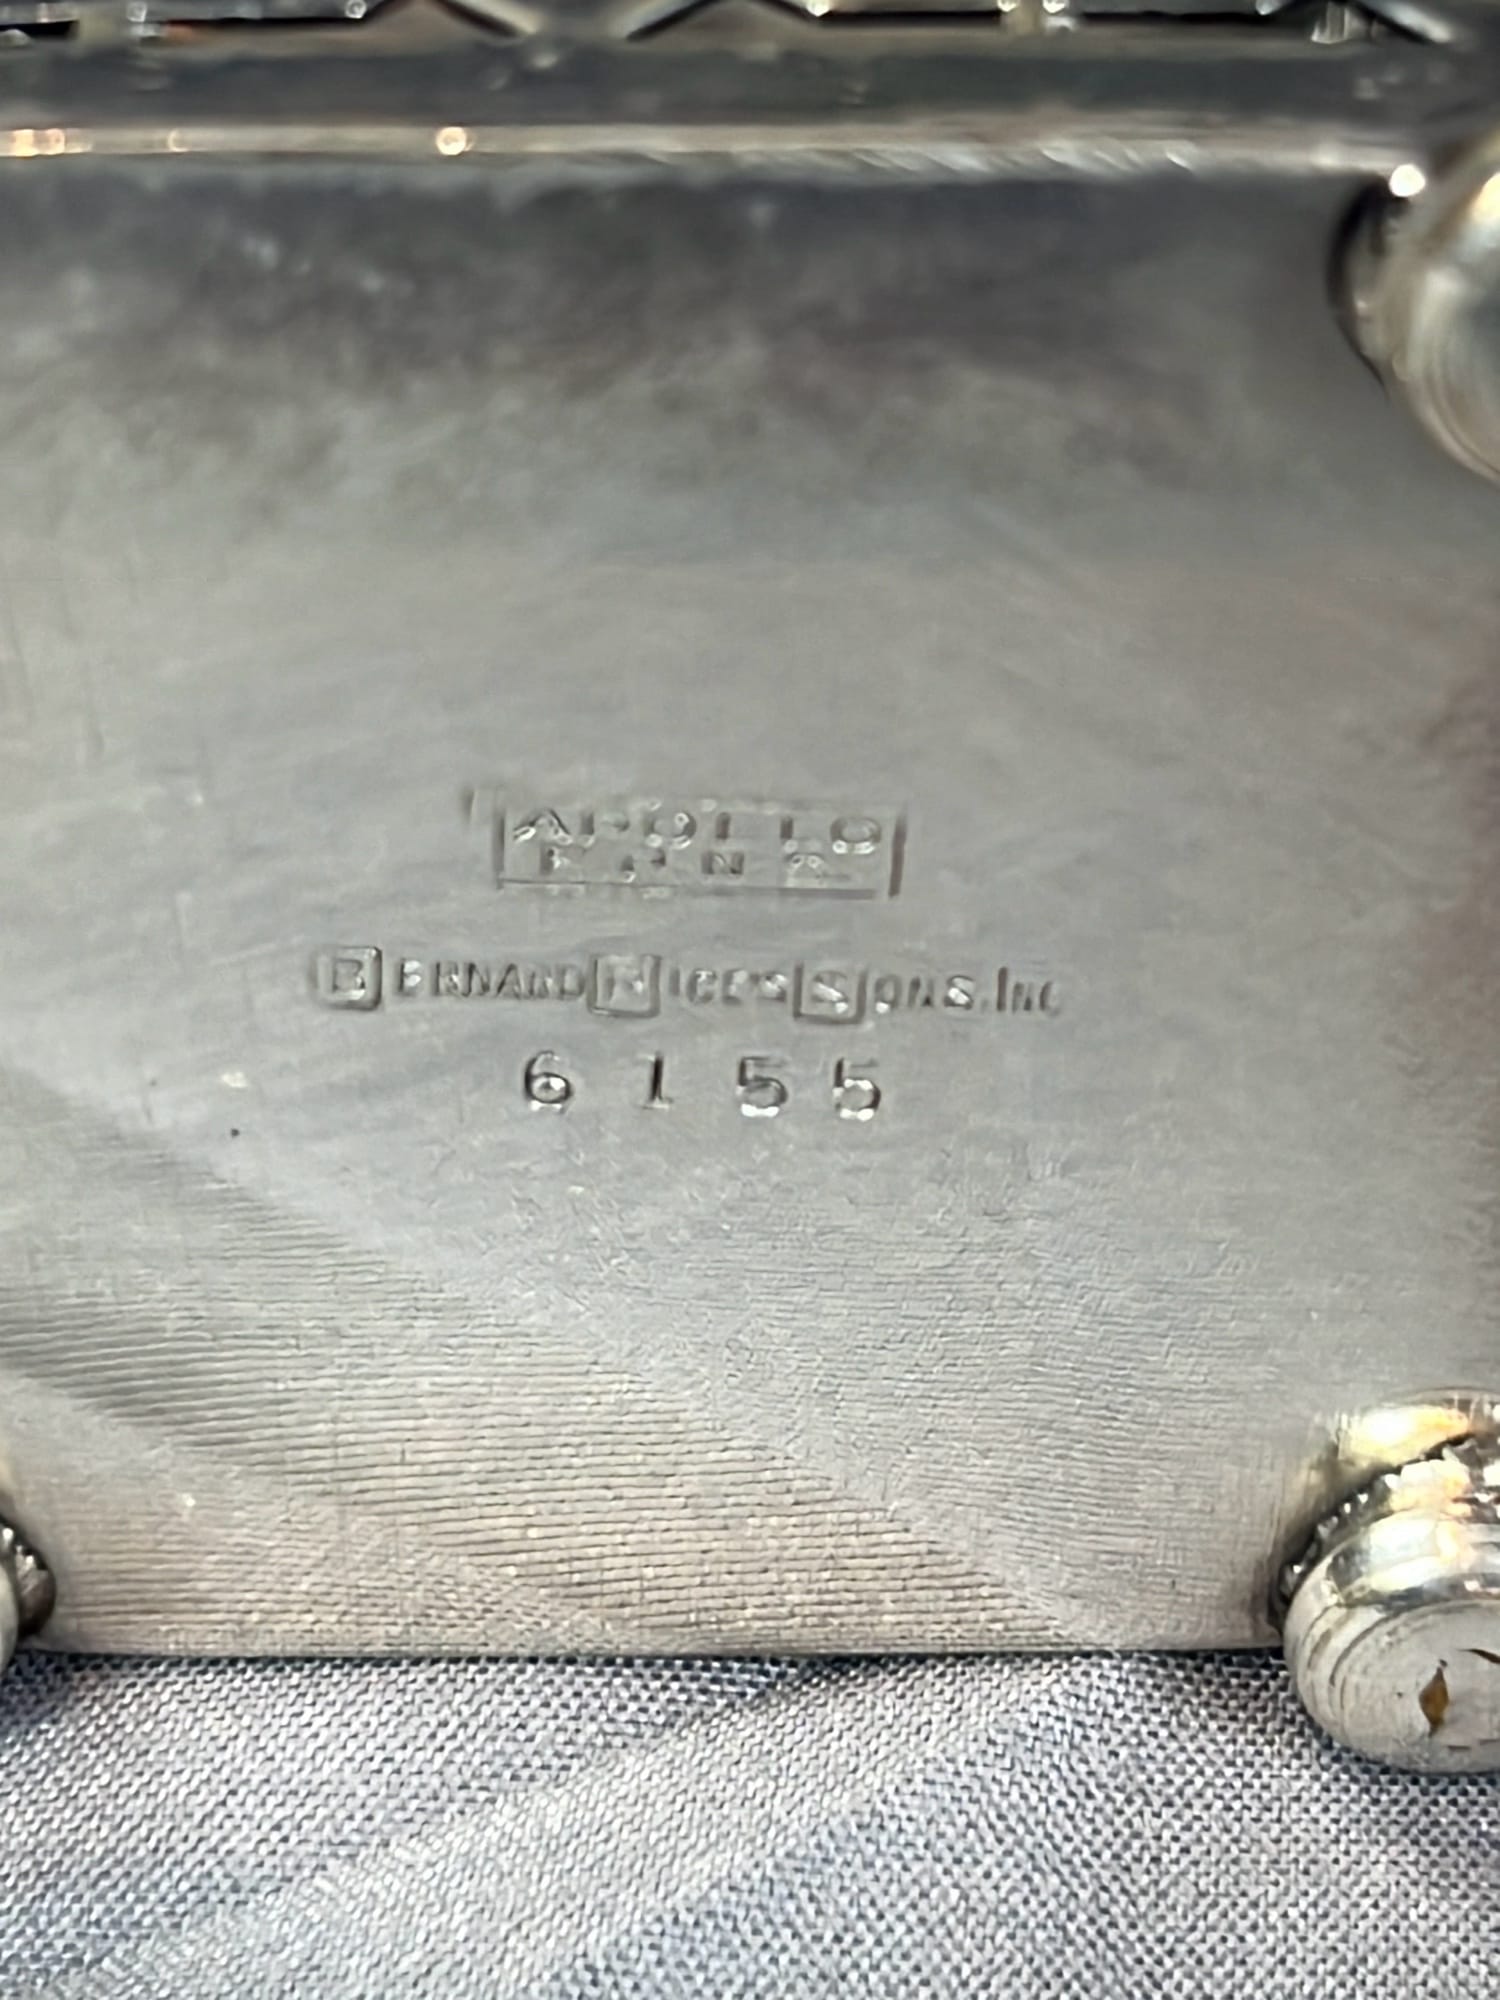 APOLLO
E.P.N.S.
BERNARD RICE'S SONS, INC
6155